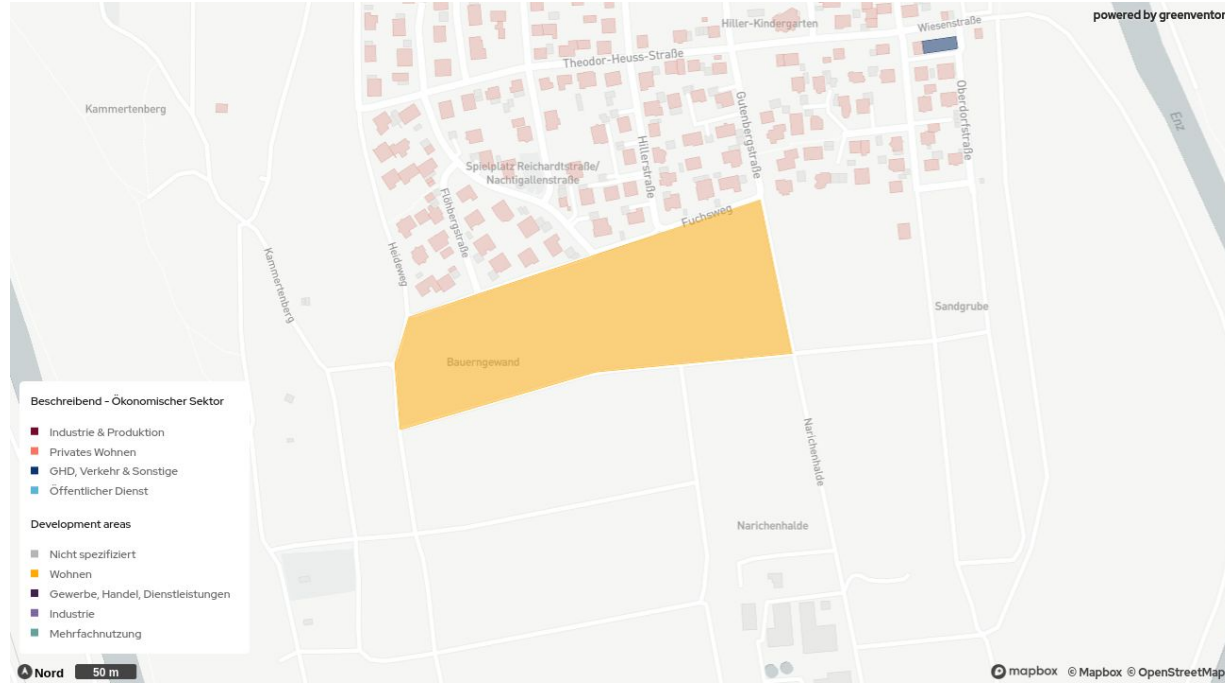 powered by greenventor
Hiller-Kindergarten
Wiesenstraße
Theodor-Heuss-Straße
Kammertenberg
Oberdorfstraße
Enz
Gutenbergstraße
Hillerstraße
Spielplatz Reichardtstraße/
Nachtigallenstraße
Flöhbergstraße
Fuchsweg
Heideweg
Kammertenberg
Sandgrube
Bauerngewand
Narichenhalde
Narichenhalde
Beschreibend - Ökonomischer Sektor
Industrie & Produktion
Privates Wohnen
GHD, Verkehr & Sonstige
Öffentlicher Dienst
Development areas
Nicht spezifiziert
Wohnen
Gewerbe, Handel, Dienstleistungen
Industrie
Mehrfachnutzung
Nord 50 m
mapbox © Mapbox © OpenStreetMap